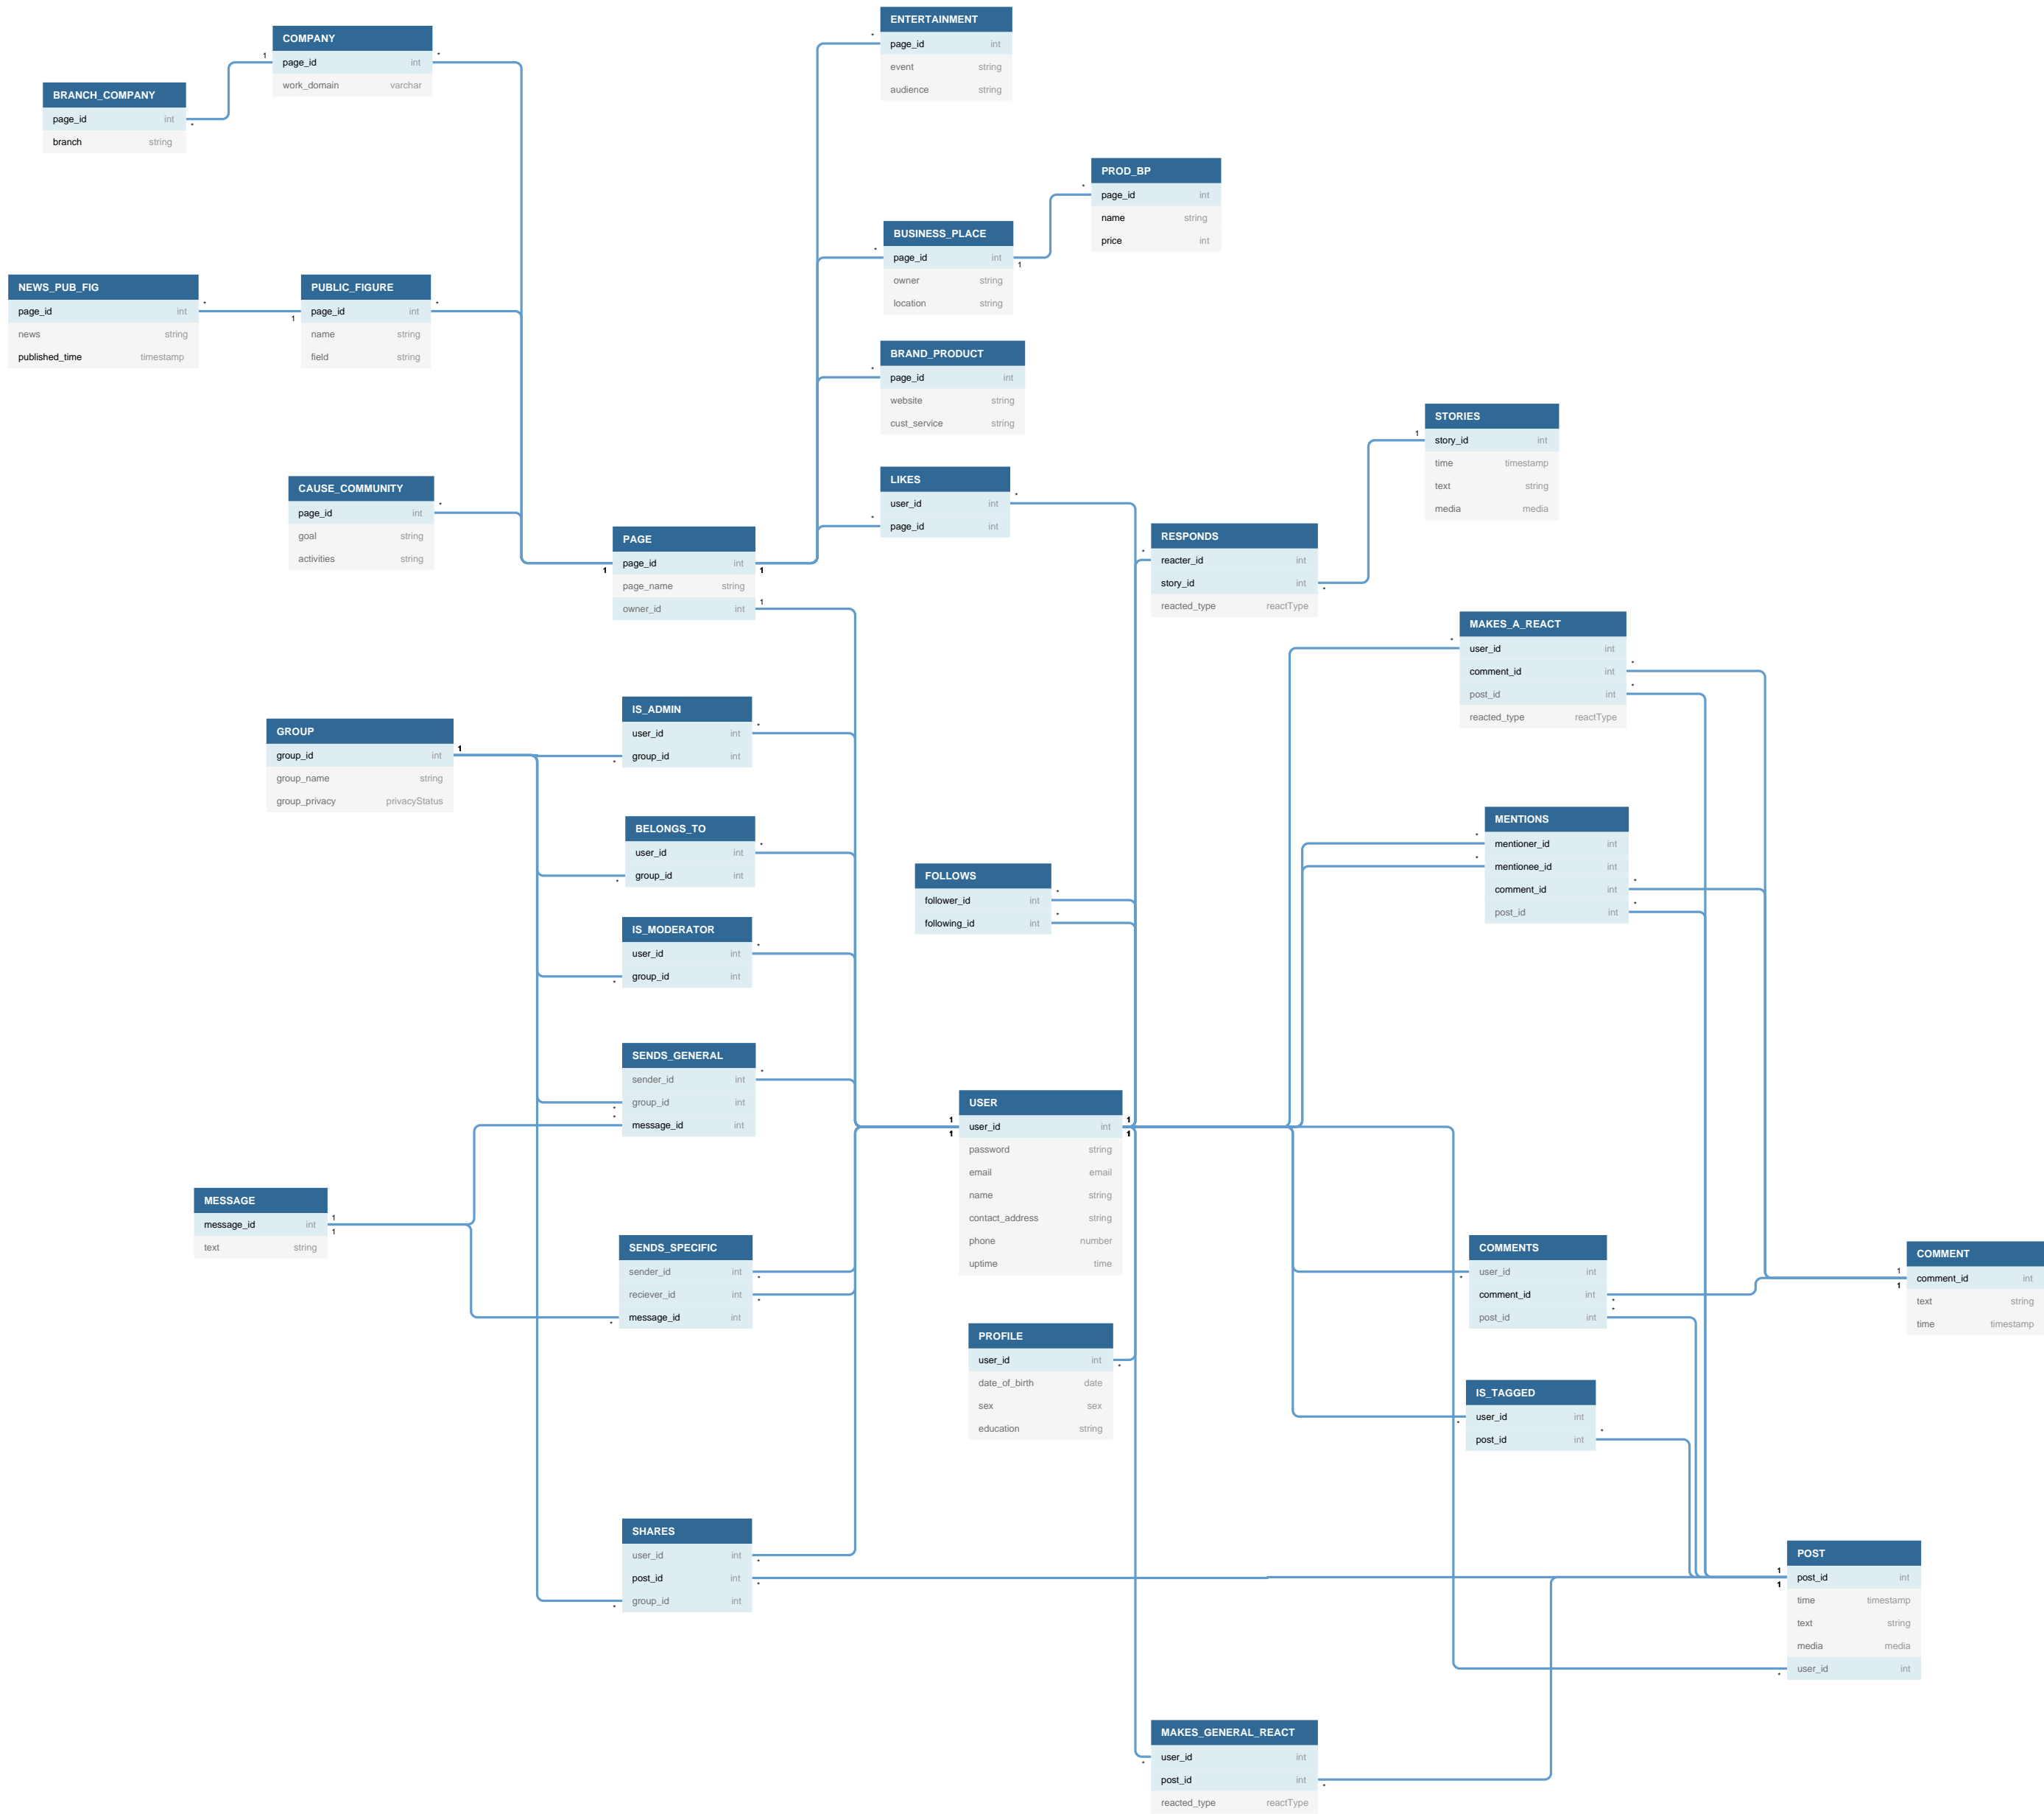 ENTERTAINMENT
page_id int
event string
audience string
COMPANY
page_id int
work_domain varchar
BRANCH_COMPANY
page_id int
branch string
PROD_BP
page_id int
name string
price int
BUSINESS_PLACE
page_id int
owner string
location string
NEWS_PUB_FIG
page_id int
news string
published_time timestamp
PUBLIC_FIGURE
page_id int
name string
field string
BRAND_PRODUCT
page_id int
website string
cust_service string
STORIES
story_id int
time timestamp
text string
media media
LIKES
user_id int
page_id int
CAUSE_COMMUNITY
page_id int
goal string
activities string
PAGE
page_id int
page_name string
owner_id int
RESPONDS
reacter_id int
story_id int
reacted_type reactType
MAKES_A_REACT
user_id int
comment_id int
post_id int
reacted_type reactType
IS_ADMIN
user_id int
group_id int
GROUP
group_id int
group_name string
group_privacy privacyStatus
MENTIONS
mentioner_id int
mentionee_id int
comment_id int
post_id int
BELONGS_TO
user_id int
group_id int
FOLLOWS
follower_id int
following_id int
IS_MODERATOR
user_id int
group_id int
SENDS_GENERAL
sender_id int
group_id int
message_id int
USER
user_id int
password string
email email
name string
contact_address string
phone number
uptime time
MESSAGE
message_id int
text string
SENDS_SPECIFIC
sender_id int
reciever_id int
message_id int
COMMENTS
user_id int
comment_id int
post_id int
COMMENT
comment_id int
text string
time timestamp
PROFILE
user_id int
date_of_birth date
sex sex
education string
IS_TAGGED
user_id int
post_id int
SHARES
user_id int
post_id int
group_id int
POST
post_id int
time timestamp
text string
media media
user_id int
MAKES_GENERAL_REACT
user_id int
post_id int
reacted_type reactType